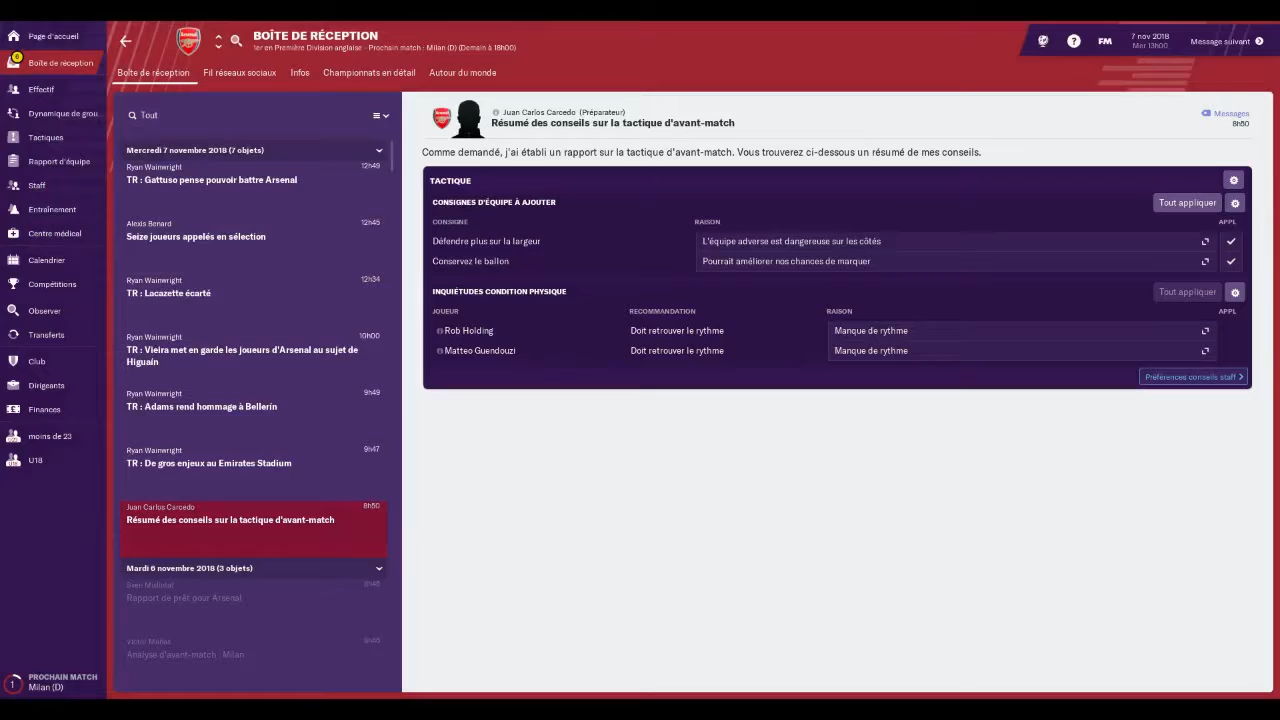 Page d'accueil
6
Boîte de réception
Effectif
Dynamique de grou...
Tactiques
Rapport d'équipe
Staff
Entraînement
Centre médical
Calendrier
Compétitions
Observer
Transferts
Club
Dirigeants
Finances
moins de 23
U18
1
PROCHAIN MATCH
Milan (D)
BOÎTE DE RÉCEPTION
1er en Première Division anglaise - Prochain match : Milan (D) (Demain à 18h00)
?
FM
7 nov 2018
Mer 13h00
Message suivant
Boîte de réception
Fil réseaux sociaux
Infos
Championnats en détail
Autour du monde
Tout
Mercredi 7 novembre 2018 (7 objets)
Ryan Wainwright 12h49
TR : Gattuso pense pouvoir battre Arsenal
Alexis Benard 12h45
Seize joueurs appelés en sélection
Ryan Wainwright 12h34
TR : Lacazette écarté
Ryan Wainwright 10h00
TR : Vieira met en garde les joueurs d'Arsenal au sujet de
Higuaín
Ryan Wainwright 9h49
TR : Adams rend hommage à Bellerín
Ryan Wainwright 9h47
TR : De gros enjeux au Emirates Stadium
Juan Carlos Carcedo 8h50
Résumé des conseils sur la tactique d'avant-match
Mardi 6 novembre 2018 (3 objets)
Sven Mislintat
Rapport de prêt pour Arsenal
Victor Mañas
Analyse d'avant-match : Milan
Juan Carlos Carcedo (Préparateur)
Résumé des conseils sur la tactique d'avant-match
Messages
8h50
Comme demandé, j'ai établi un rapport sur la tactique d'avant-match. Vous trouverez ci-dessous un résumé de mes conseils.
TACTIQUE
CONSIGNES D'ÉQUIPE À AJOUTER
Tout appliquer
CONSIGNE RAISON APPL
Défendre plus sur la largeur L'équipe adverse est dangereuse sur les côtés
Conservez le ballon Pourrait améliorer nos chances de marquer
INQUIÉTUDES CONDITION PHYSIQUE
Tout appliquer
JOUEUR RECOMMANDATION RAISON APPL
Rob Holding Doit retrouver le rythme Manque de rythme
Matteo Guendouzi Doit retrouver le rythme Manque de rythme
Préférences conseils staff